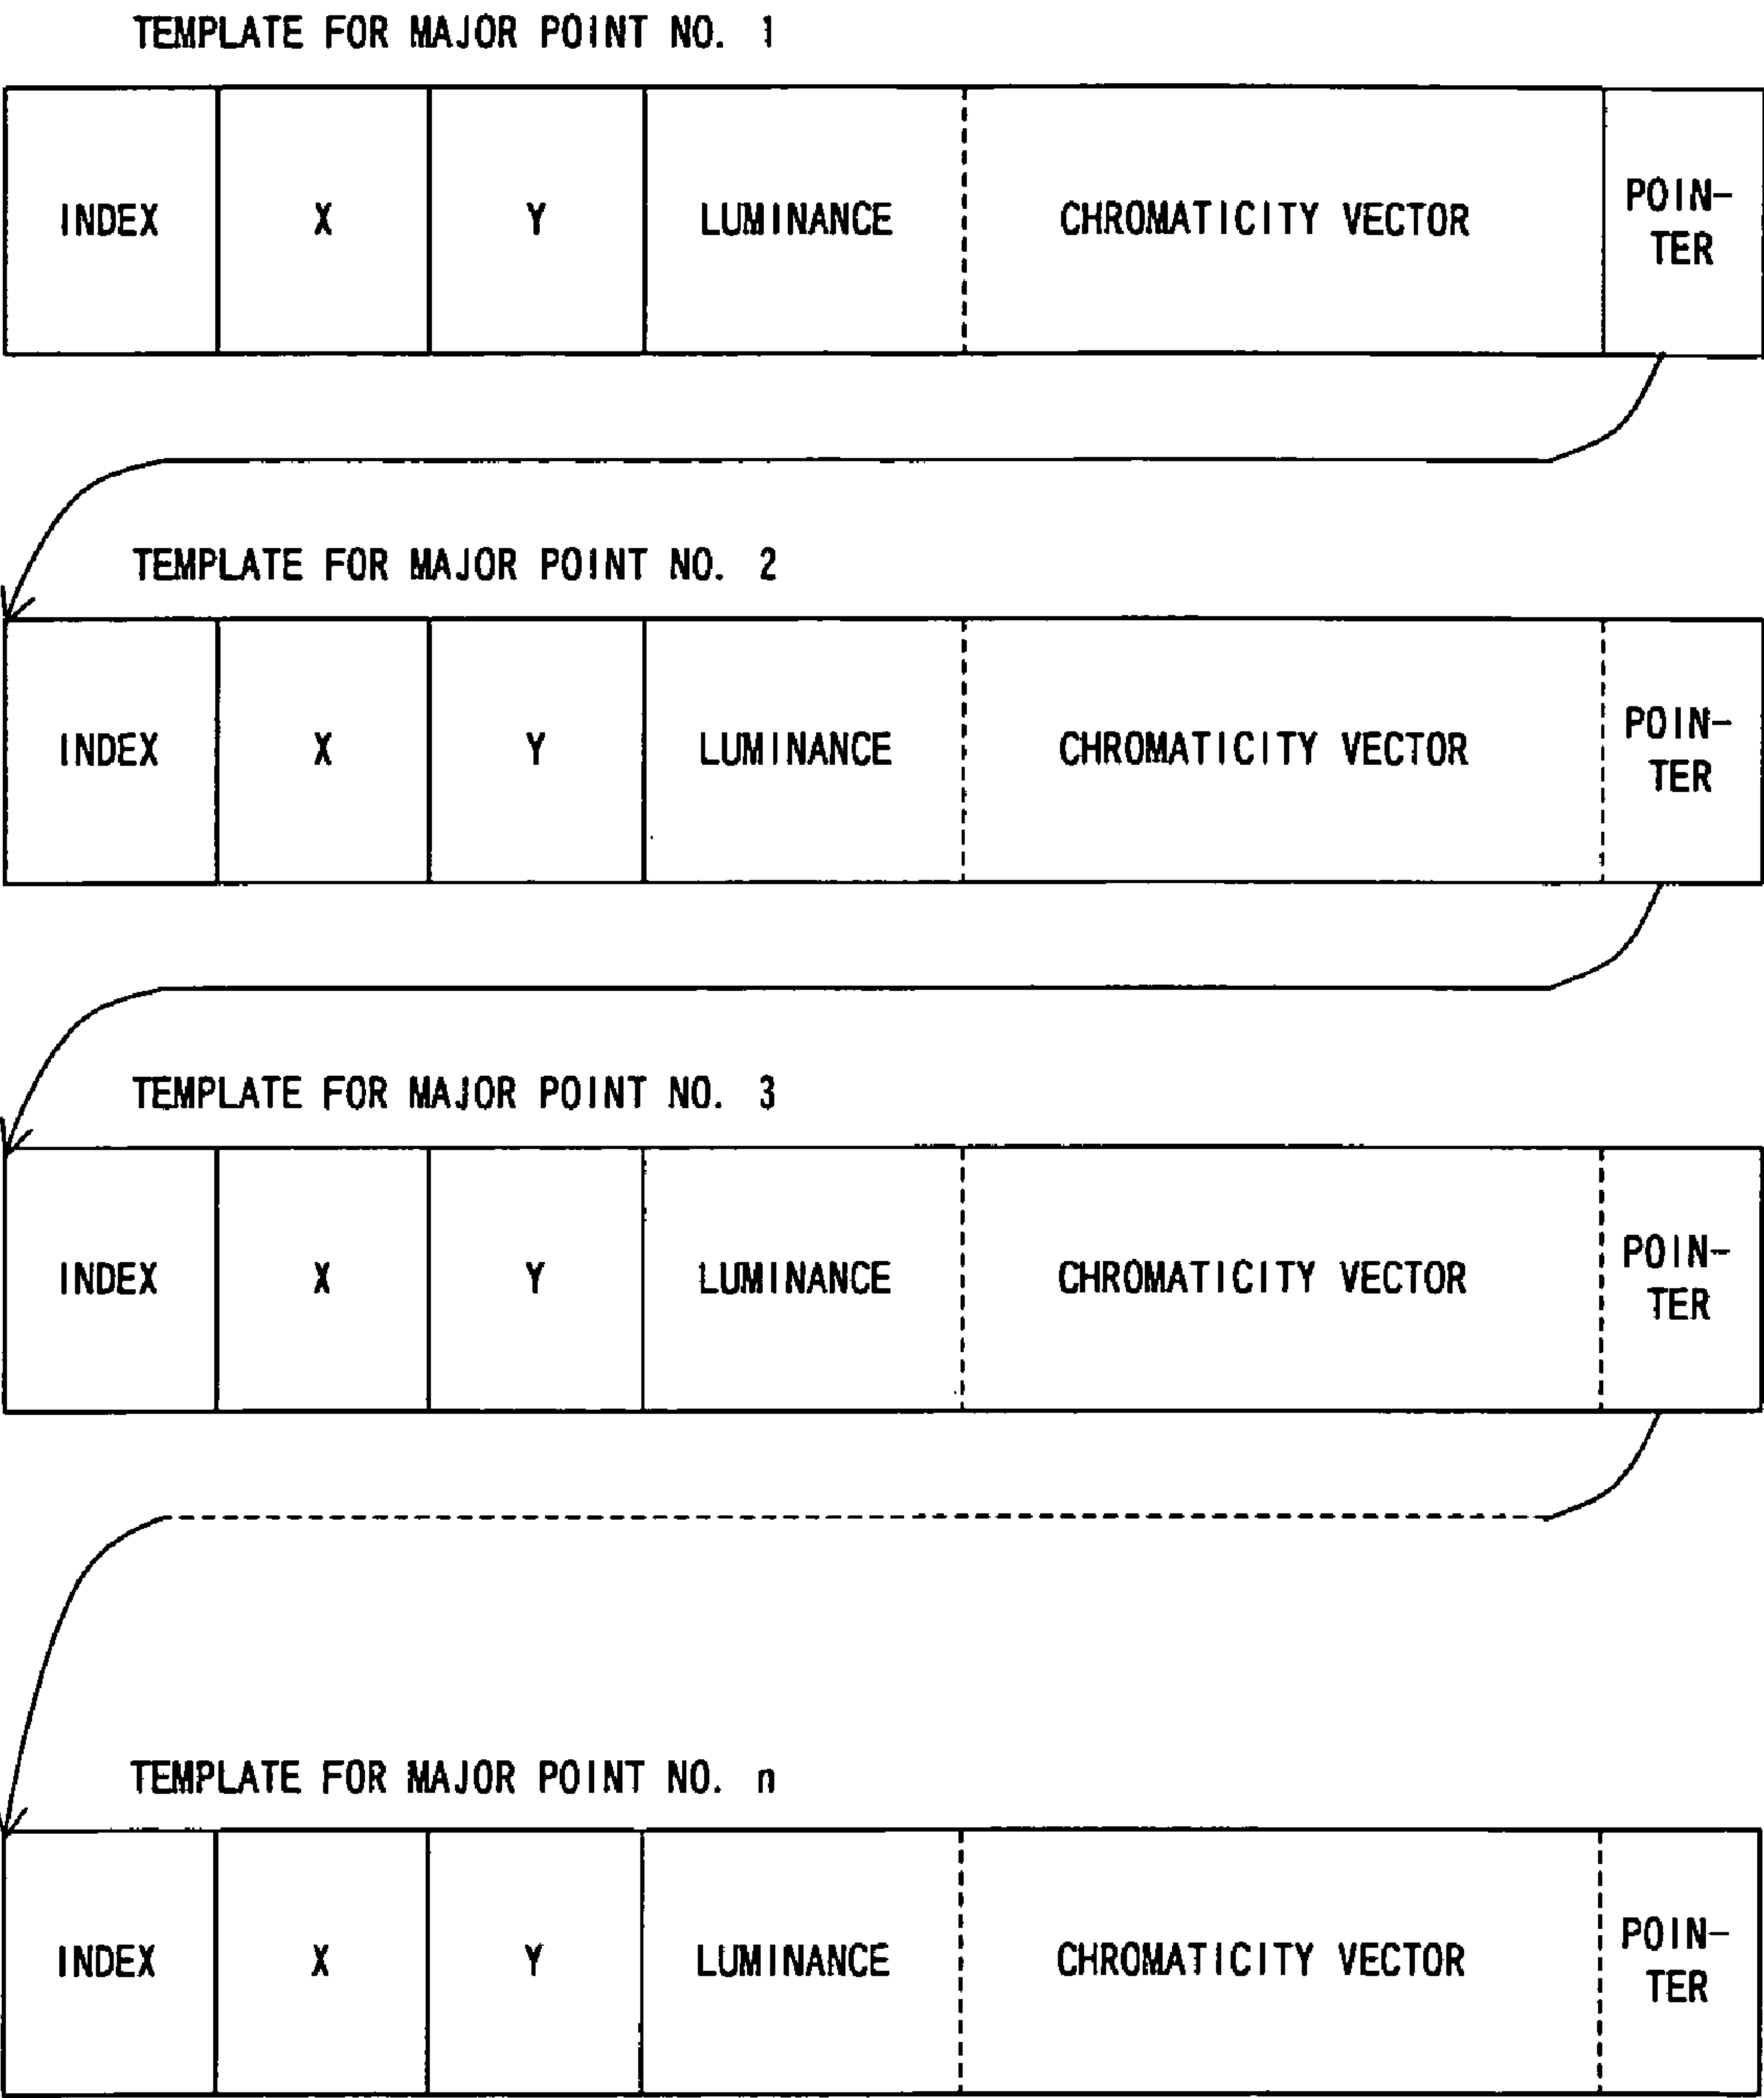 TEMPLATE FOR MAJOR POINT NO. 1
INDEX X Y LUMINANCE CHROMATICITY VECTOR POIN-
TER
TEMPLATE FOR MAJOR POINT NO. 2
INDEX X Y LUMINANCE CHROMATICITY VECTOR POIN-
TER
TEMPLATE FOR MAJOR POINT NO. 3
INDEX X Y LUMINANCE CHROMATICITY VECTOR POIN-
TER
TEMPLATE FOR MAJOR POINT NO. n
INDEX X Y LUMINANCE CHROMATICITY VECTOR POIN-
TER